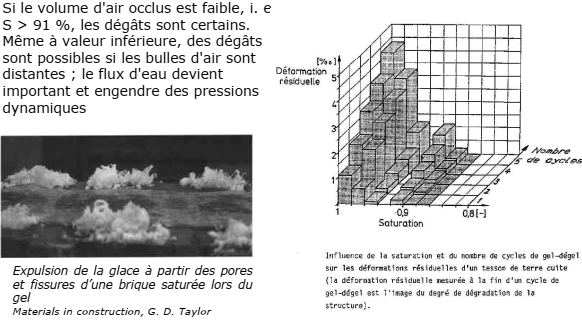 Si le volume d'air occlus est faible, i. e
S > 91 %, les dégâts sont certains.
Même à valeur inférieure, des dégâts
sont possibles si les bulles d'air sont
distantes ; le flux d'eau devient
important et engendre des pressions
dynamiques
[‰]
Déformation
résiduelle
5
4
3
2
1
0
1
0,9
0,8 [-]
Saturation
1
2
3
4
5
Nombre
de cycles
Expulsion de la glace à partir des pores
et fissures d’une brique saturée lors du
gel
Materials in construction, G. D. Taylor
Influence de la saturation et du nombre de cycles de gel-dégel
sur les déformations résiduelles d'un tesson de terre cuite
(la déformation résiduelle mesurée à la fin d'un cycle de
gel-dégel est l'image du degré de dégradation de la
structure).